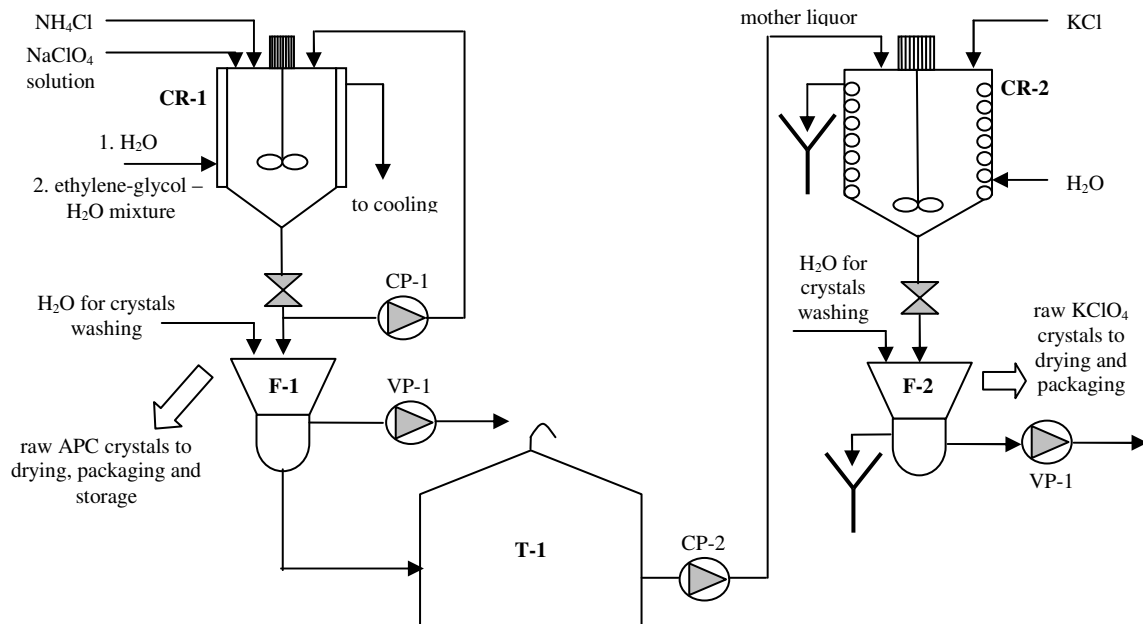 NH₄Cl
NaClO₄
solution
CR-1
1. H₂O
2. ethylene-glycol –
H₂O mixture
to cooling
CP-1
H₂O for crystals
washing
F-1
VP-1
raw APC crystals to
drying, packaging and
storage
T-1
CP-2
mother liquor
KCl
CR-2
H₂O
H₂O for
crystals
washing
F-2
raw KClO₄
crystals to
drying and
packaging
VP-1